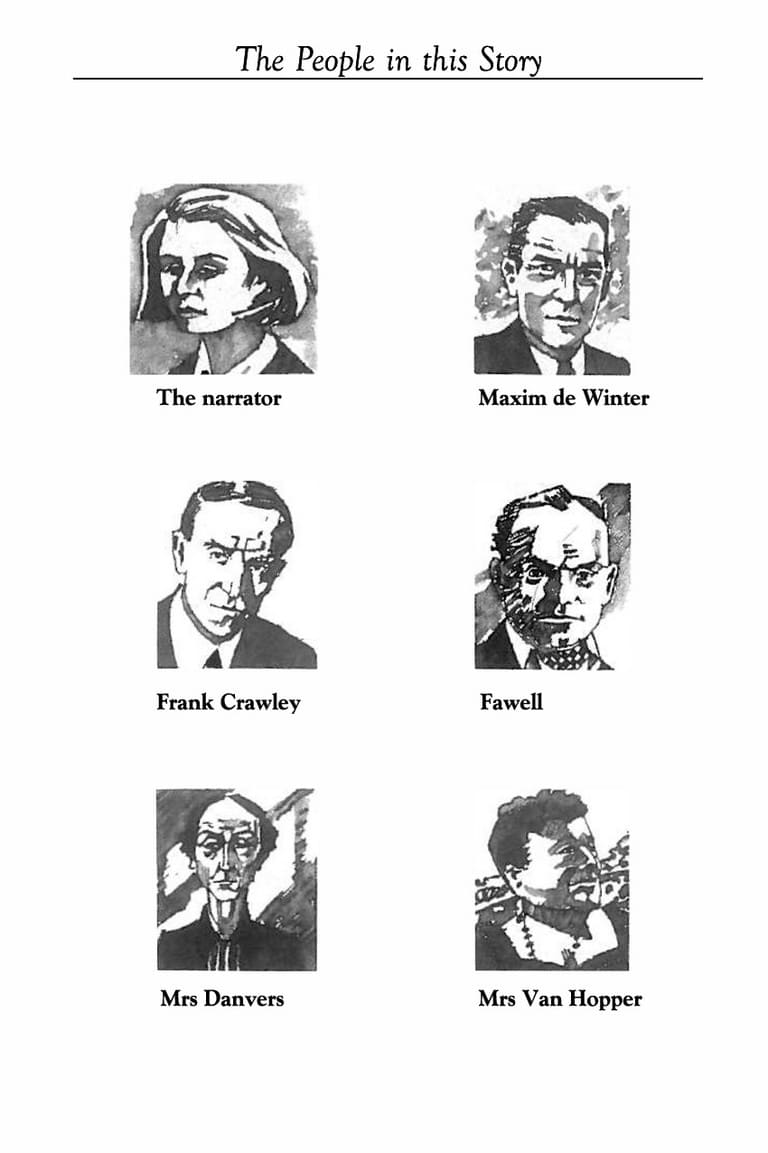 The People in this Story
The narrator
Maxim de Winter
Frank Crawley
Fawell
Mrs Danvers
Mrs Van Hopper